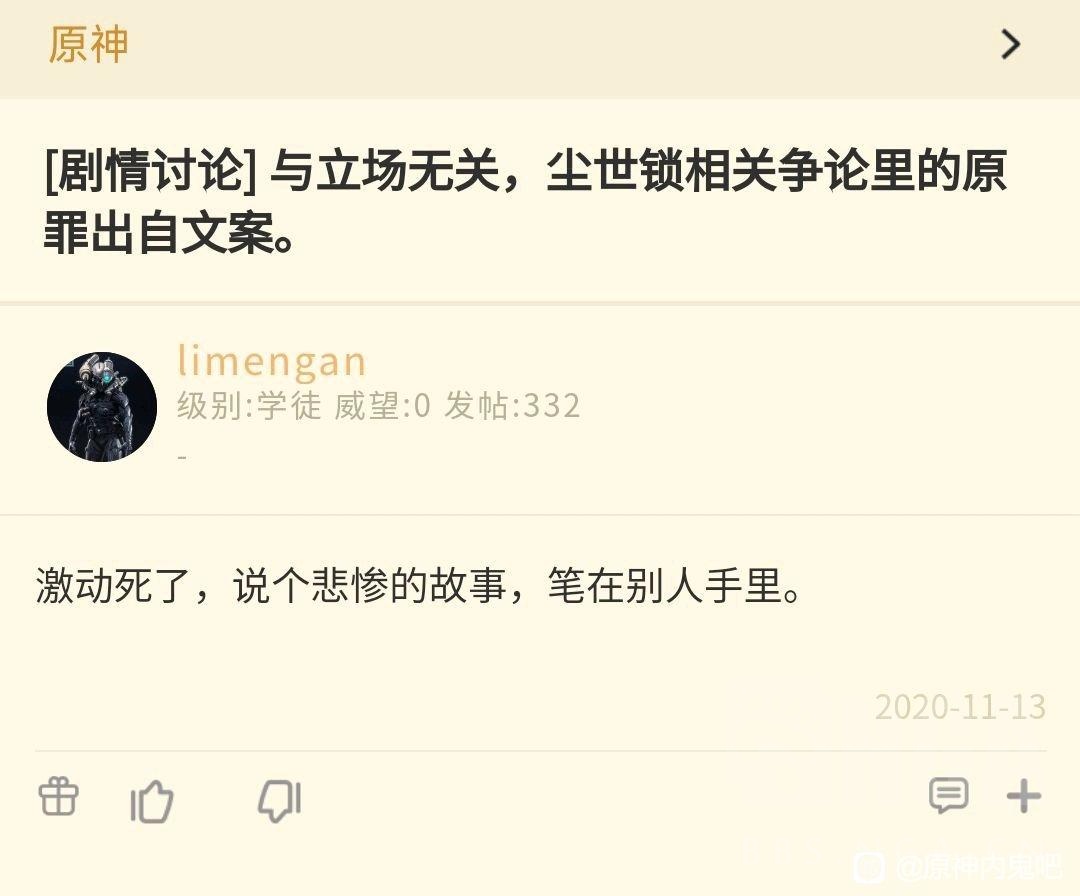 原神
[剧情讨论] 与立场无关，尘世锁相关争论里的原
罪出自文案。
limengan
级别:学徒 威望:0 发帖:332
-
激动死了，说个悲惨的故事，笔在别人手里。
2020-11-13
@原神内鬼吧